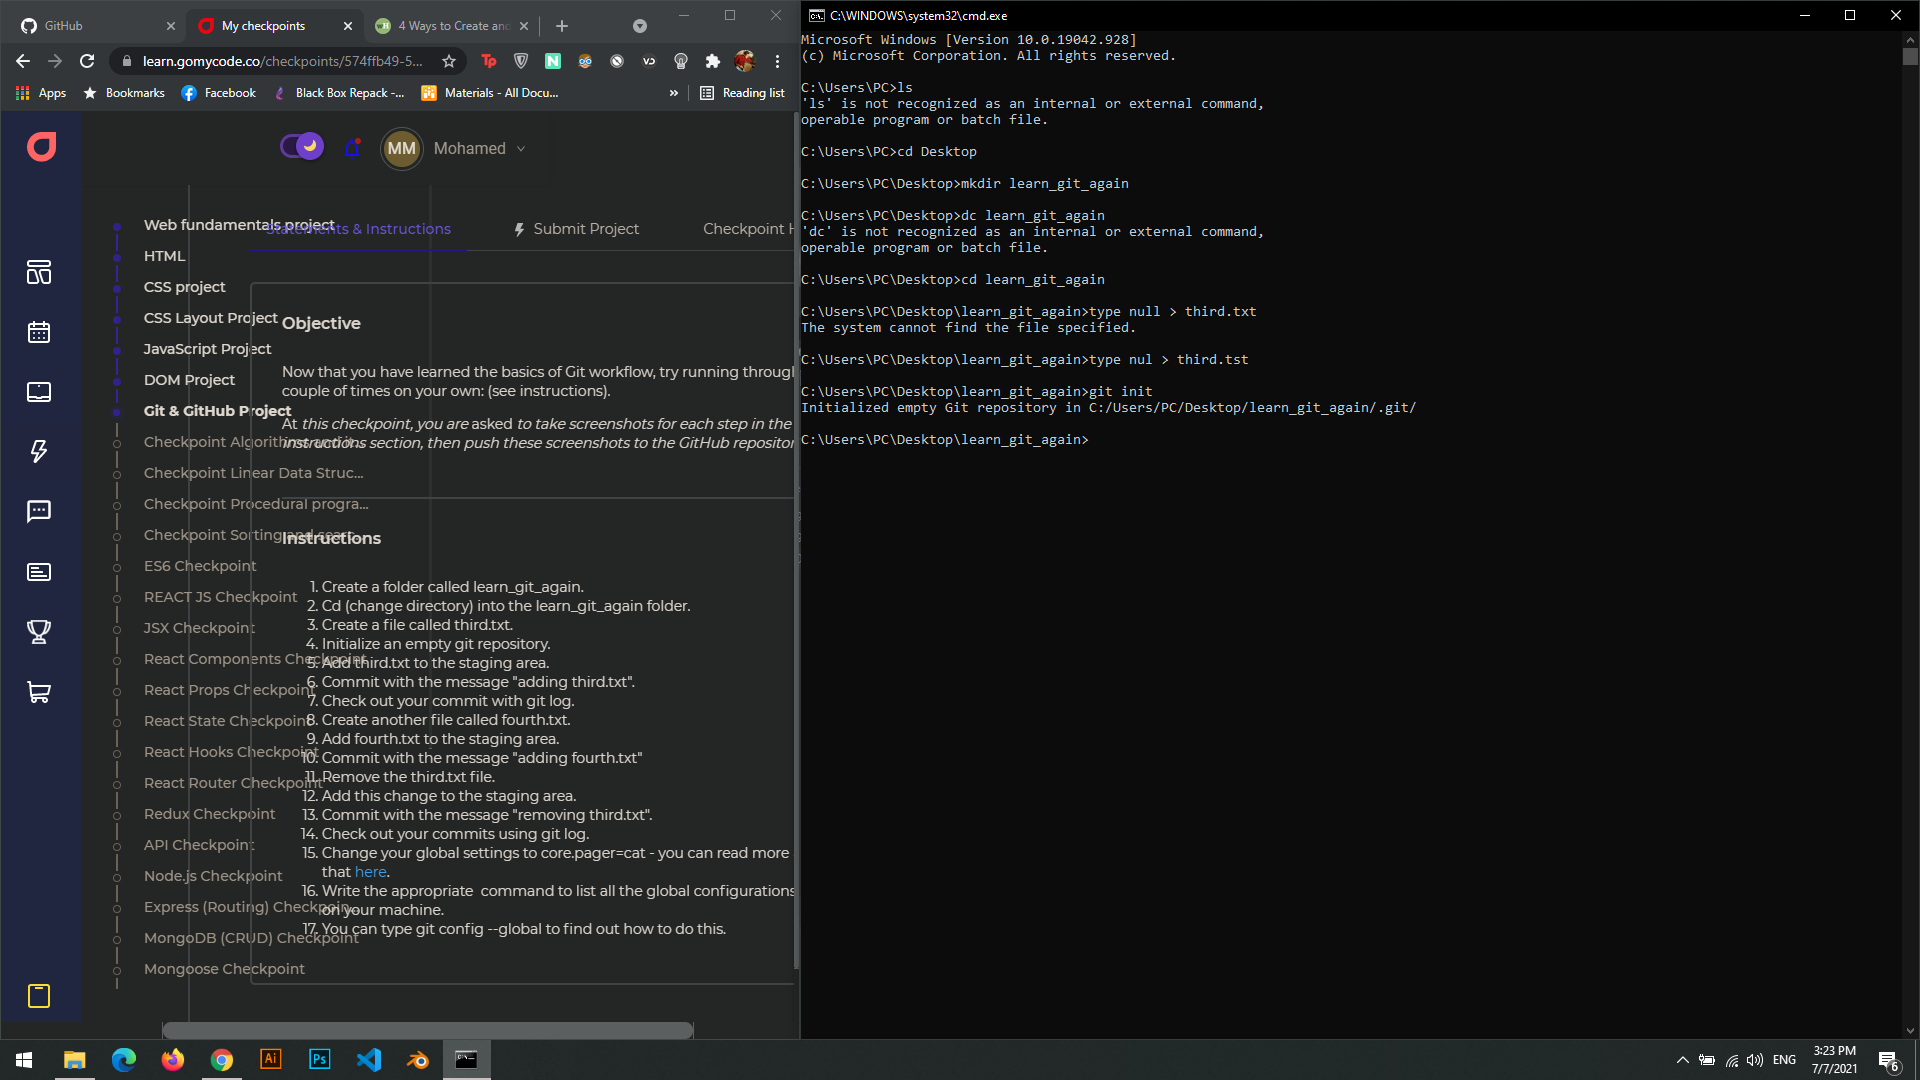 GitHub
My checkpoints
4 Ways to Create and
learn.gomycode.co/checkpoints/574ffb49-5...
Apps
Bookmarks
Facebook
Black Box Repack -...
Materials - All Docu...
»
Reading list
MM
Mohamed
Web fundamentals project
HTML
CSS project
CSS Layout Project
JavaScript Project
DOM Project
Git & GitHub Project
Checkpoint Algorithms and i...
Checkpoint Linear Data Struc...
Checkpoint Procedural progra...
Checkpoint Sorting and sear...
ES6 Checkpoint
REACT JS Checkpoint
JSX Checkpoint
React Components Checkpoint
React Props Checkpoint
React State Checkpoint
React Hooks Checkpoint
React Router Checkpoint
Redux Checkpoint
API Checkpoint
Node.js Checkpoint
Express (Routing) Checkpoin...
MongoDB (CRUD) Checkpoint
Mongoose Checkpoint
Statements & Instructions
Submit Project
Checkpoint H
Objective
Now that you have learned the basics of Git workflow, try running through
couple of times on your own: (see instructions).
At this checkpoint, you are asked to take screenshots for each step in the
instructions section, then push these screenshots to the GitHub repositor
Instructions
1. Create a folder called learn_git_again.
2. Cd (change directory) into the learn_git_again folder.
3. Create a file called third.txt.
4. Initialize an empty git repository.
5. Add third.txt to the staging area.
6. Commit with the message "adding third.txt".
7. Check out your commit with git log.
8. Create another file called fourth.txt.
9. Add fourth.txt to the staging area.
10. Commit with the message "adding fourth.txt"
11. Remove the third.txt file.
12. Add this change to the staging area.
13. Commit with the message "removing third.txt".
14. Check out your commits using git log.
15. Change your global settings to core.pager=cat - you can read more
that here.
16. Write the appropriate command to list all the global configurations
on your machine.
17. You can type git config --global to find out how to do this.
C:\WINDOWS\system32\cmd.exe
Microsoft Windows [Version 10.0.19042.928]
(c) Microsoft Corporation. All rights reserved.
C:\Users\PC>ls
'ls' is not recognized as an internal or external command,
operable program or batch file.
C:\Users\PC>cd Desktop
C:\Users\PC\Desktop>mkdir learn_git_again
C:\Users\PC\Desktop>dc learn_git_again
'dc' is not recognized as an internal or external command,
operable program or batch file.
C:\Users\PC\Desktop>cd learn_git_again
C:\Users\PC\Desktop\learn_git_again>type null > third.txt
The system cannot find the file specified.
C:\Users\PC\Desktop\learn_git_again>type nul > third.tst
C:\Users\PC\Desktop\learn_git_again>git init
Initialized empty Git repository in C:/Users/PC/Desktop/learn_git_again/.git/
C:\Users\PC\Desktop\learn_git_again>
Ai
Ps
ENG
3:23 PM
7/7/2021
6